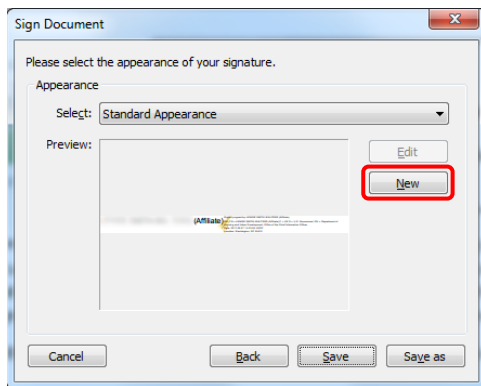 Sign Document
Please select the appearance of your signature.
Appearance
Select: Standard Appearance
Preview:
Edit
New
(Affiliate)
Cancel
Back
Save
Save as